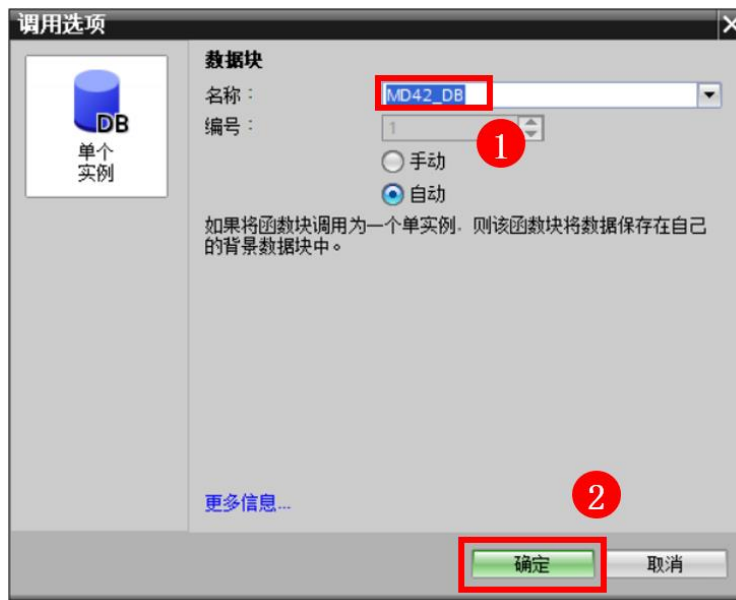 调用选项
数据块
名称：
MD42_DB
编号：
1
1
手动
自动
DB
单个
实例
如果将函数块调用为一个单实例，则该函数块将数据保存在自己
的背景数据块中。
更多信息...
2
确定
取消